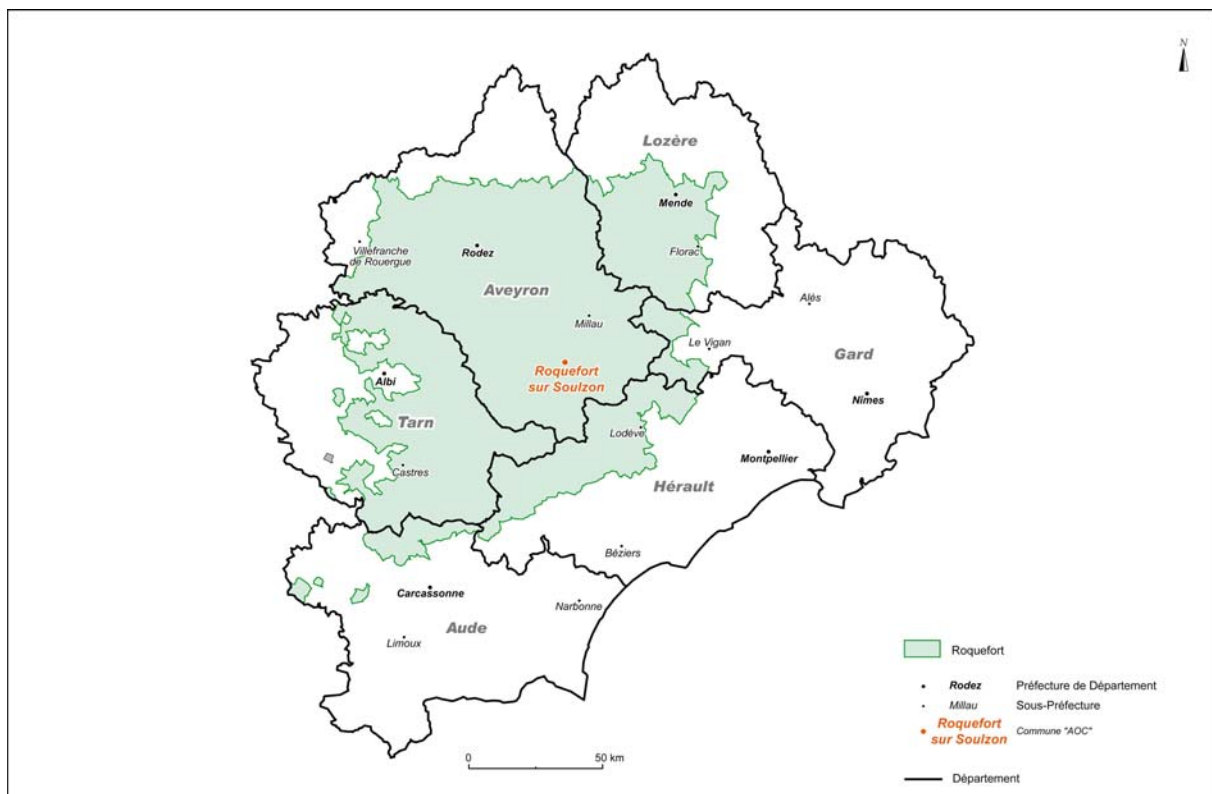 N
Lozère
Mende
Villefranche
de Rouergue
Rodez
Florac
Aveyron
Alés
Millau
Le Vigan
Gard
Roquefort
sur Soulzon
Albi
Nîmes
Tarn
Lodéve
Montpellier
Castres
Hérault
Béziers
Carcassonne
Narbonne
Aude
Limoux
Roquefort
Rodez Préfecture de Département
Millau Sous-Préfecture
Roquefort
sur Soulzon Commune "AOC"
0 50 km
Département